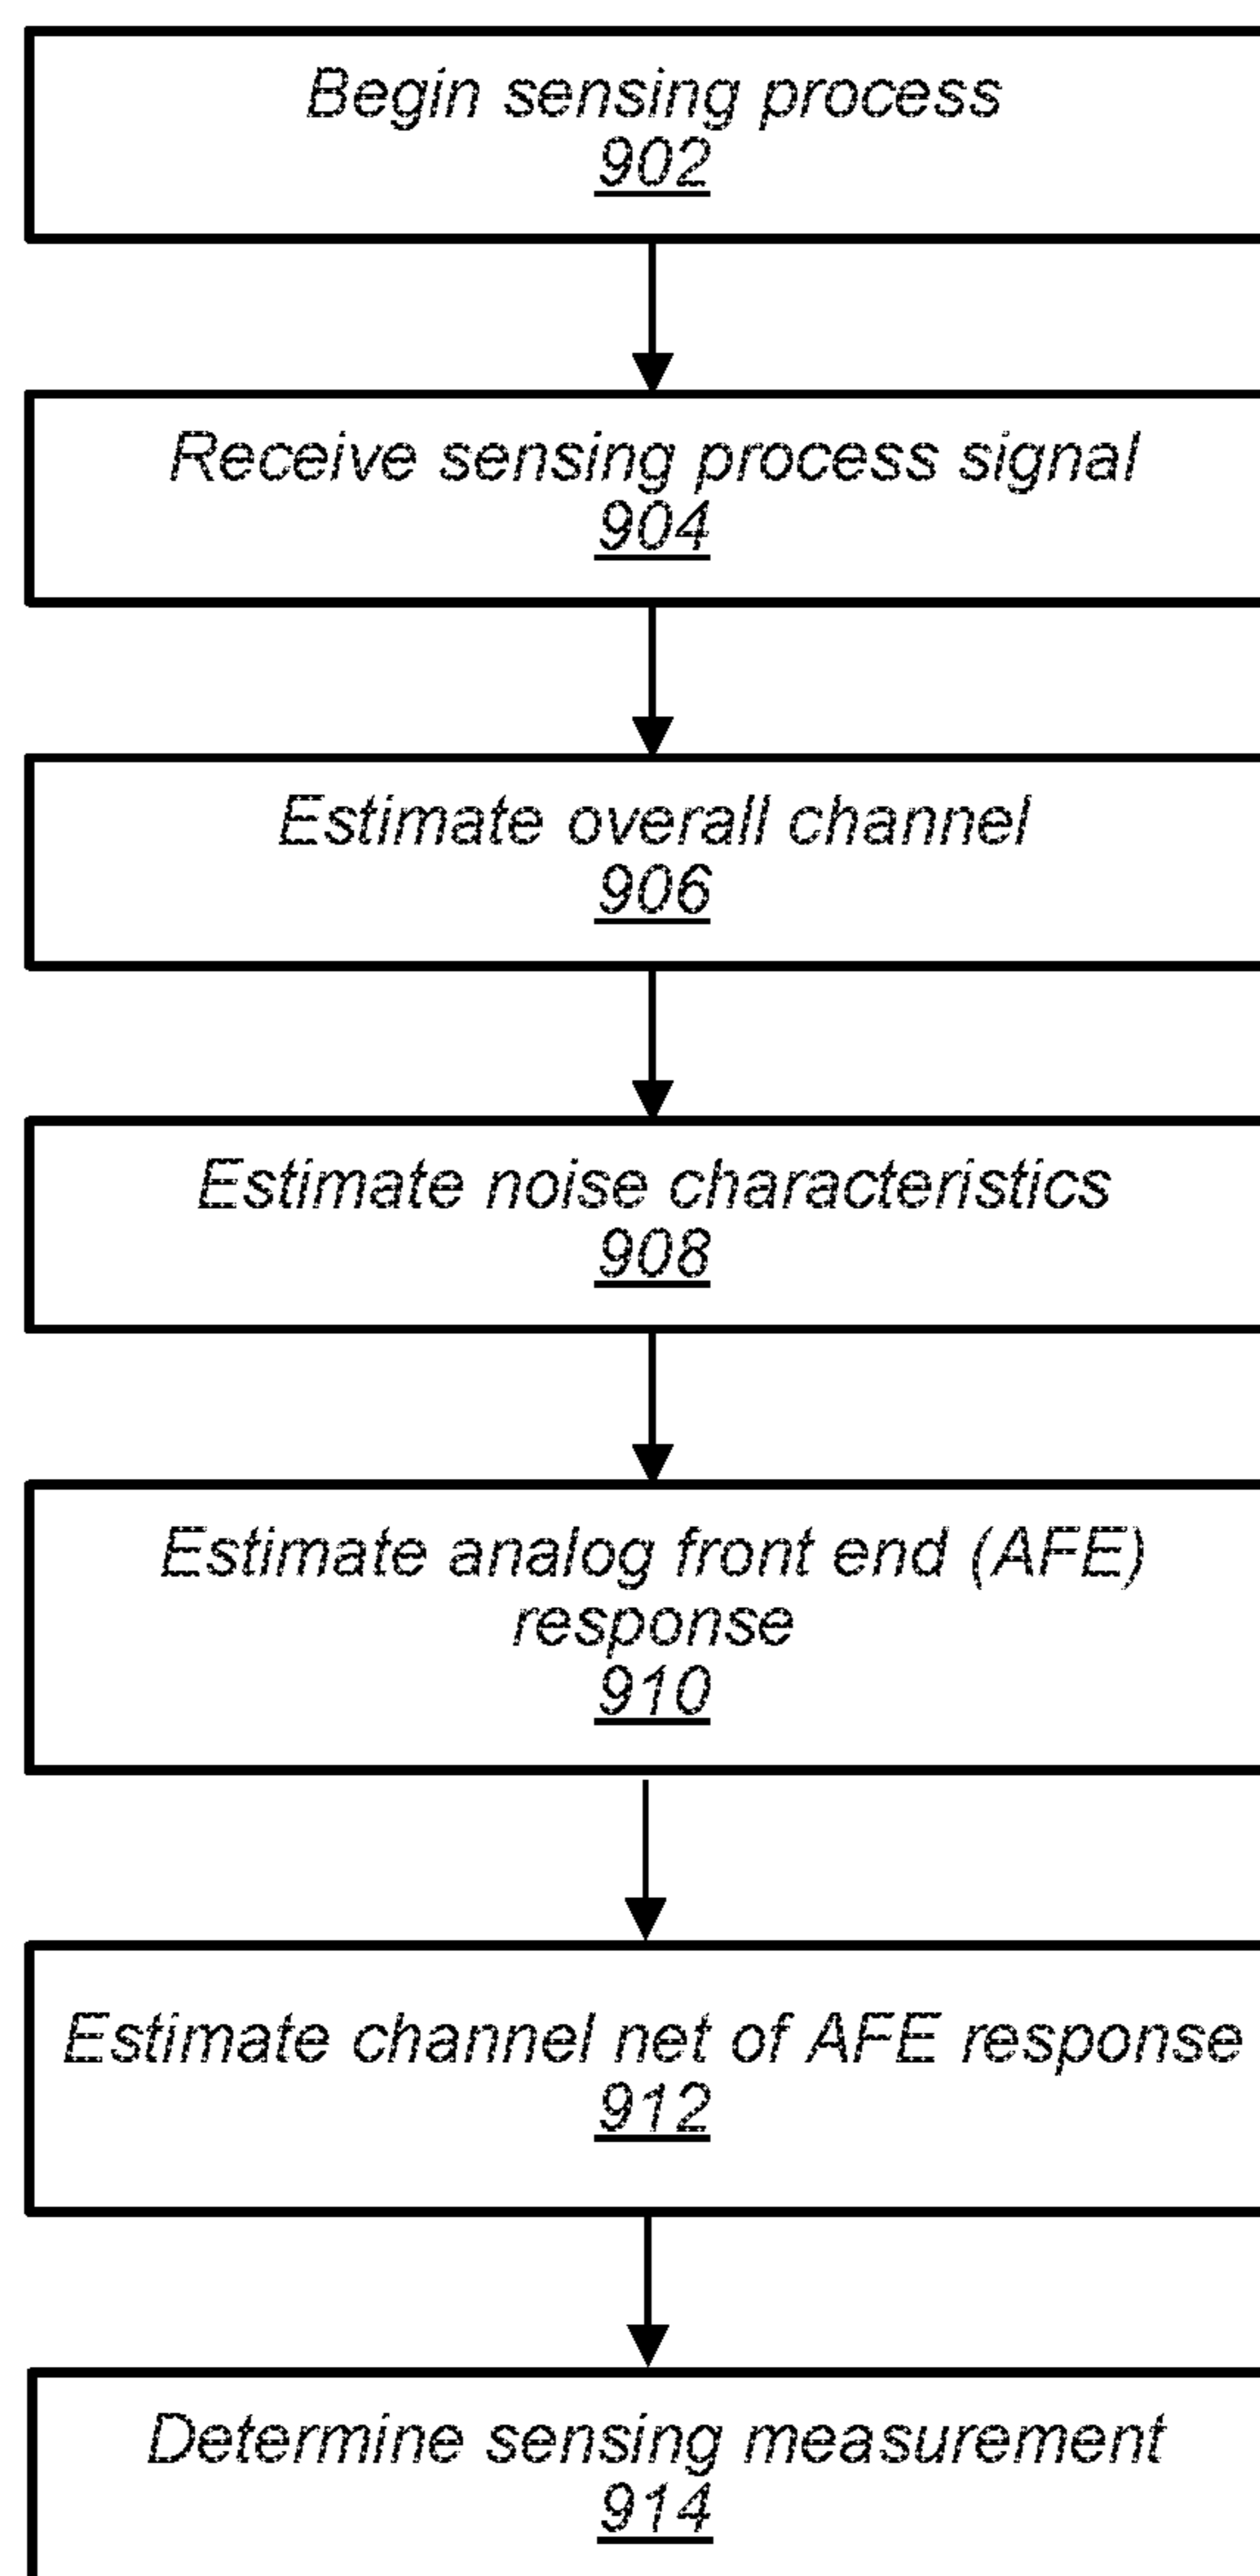 Begin sensing process
902
Receive sensing process signal
904
Estimate overall channel
906
Estimate noise characteristics
908
Estimate analog front end (AFE)
response
910
Estimate channel net of AFE response
912
Determine sensing measurement
914